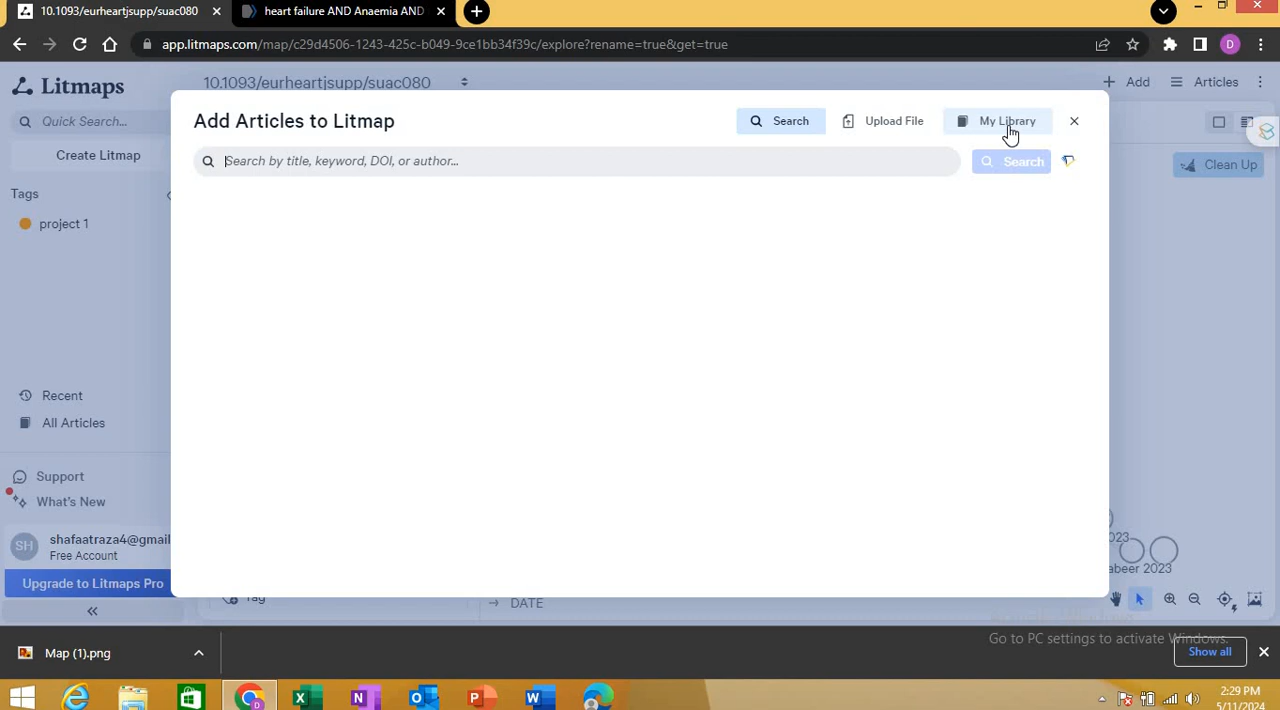 10.1093/eurheartjsupp/suac080
heart failure AND Anaemia AND
app.litmaps.com/map/c29d4506-1243-425c-b049-9ce1bb34f39c/explore?rename=true&get=true
D
Litmaps
10.1093/eurheartjsupp/suac080
Add
Articles
Add Articles to Litmap
Search
Upload File
My Library
Quick Search...
Search by title, keyword, DOI, or author...
Search
Create Litmap
Clean Up
Tags
project 1
Recent
All Articles
Support
What's New
SH
shafaatraza4@gmail
Free Account
Upgrade to Litmaps Pro
Tag
DATE
023
abeer 2023
Go to PC settings to activate Windows.
Map (1).png
Show all
2:29 PM
5/11/2024